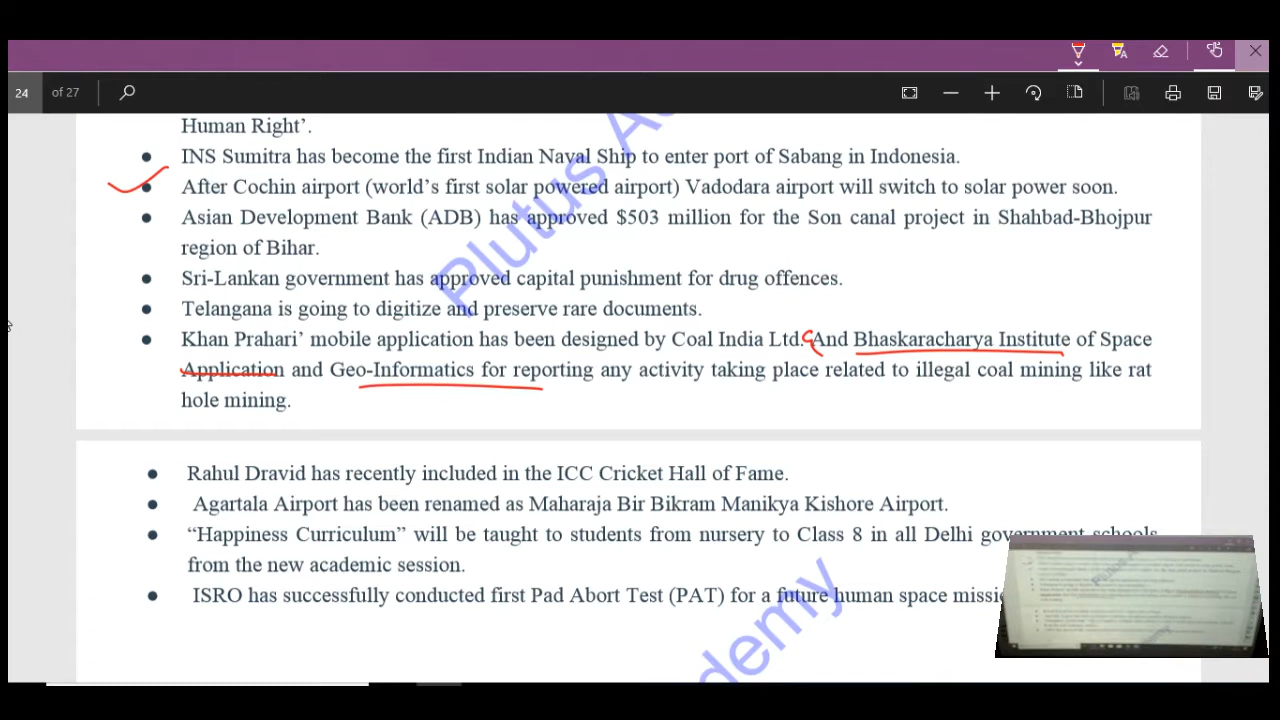 24 of 27
Human Right’.
● INS Sumitra has become the first Indian Naval Ship to enter port of Sabang in Indonesia.
● After Cochin airport (world’s first solar powered airport) Vadodara airport will switch to solar power soon.
● Asian Development Bank (ADB) has approved $503 million for the Son canal project in Shahbad-Bhojpur
region of Bihar.
● Sri-Lankan government has approved capital punishment for drug offences.
● Telangana is going to digitize and preserve rare documents.
● Khan Prahari’ mobile application has been designed by Coal India Ltd. And Bhaskaracharya Institute of Space
Application and Geo-Informatics for reporting any activity taking place related to illegal coal mining like rat
hole mining.
● Rahul Dravid has recently included in the ICC Cricket Hall of Fame.
● Agartala Airport has been renamed as Maharaja Bir Bikram Manikya Kishore Airport.
● “Happiness Curriculum” will be taught to students from nursery to Class 8 in all Delhi government schools
from the new academic session.
● ISRO has successfully conducted first Pad Abort Test (PAT) for a future human space
Plutus